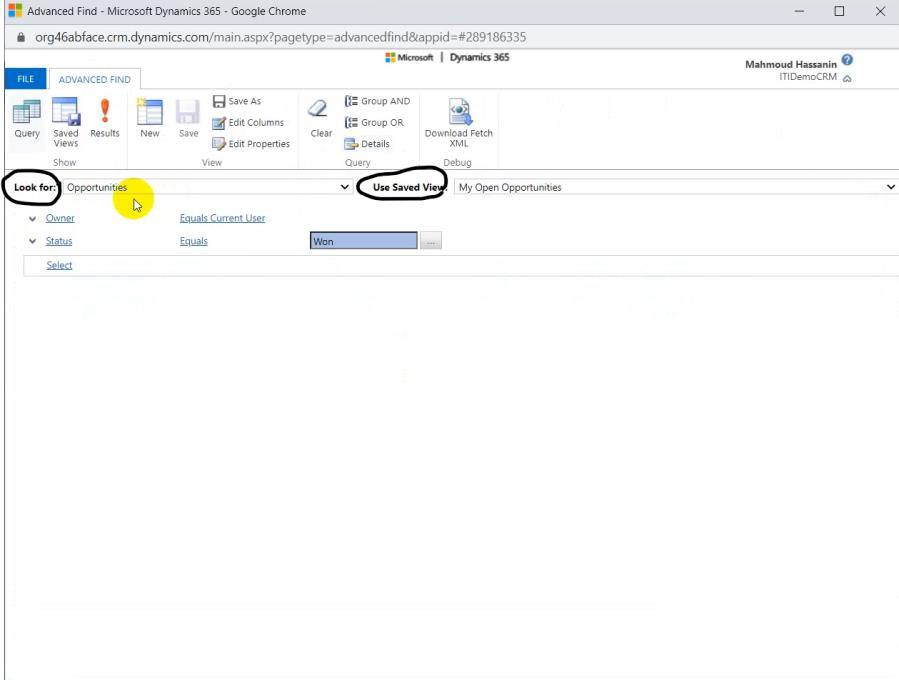 Advanced Find - Microsoft Dynamics 365 - Google Chrome
org46abface.crm.dynamics.com/main.aspx?pagetype=advancedfind&appid=#289186335
Microsoft | Dynamics 365
Mahmoud Hassanin
ITIDemoCRM
FILE ADVANCED FIND
Query Saved Views Results New Save Save As Edit Columns Edit Properties Clear Group AND Group OR Details Download Fetch XML
Show View Query Debug
Look for: Opportunities Use Saved View: My Open Opportunities
Owner Equals Current User
Status Equals Won ...
Select